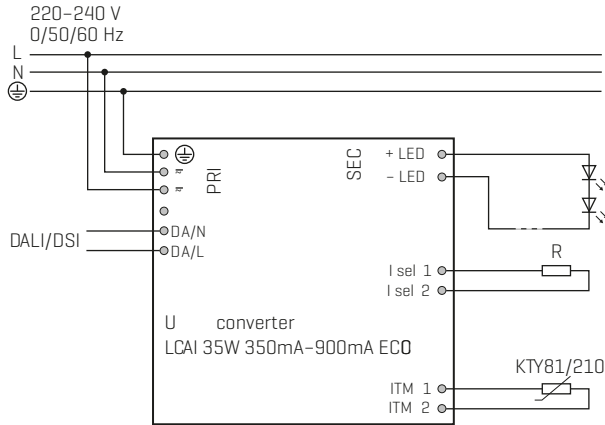 220–240 V
0/50/60 Hz
L
N
PRI
SEC
+ LED
– LED
DALI/DSI
DA/N
DA/L
I sel 1
I sel 2
R
U converter
LCAI 35W 350mA–900mA ECO
KTY81/210
ITM 1
ITM 2